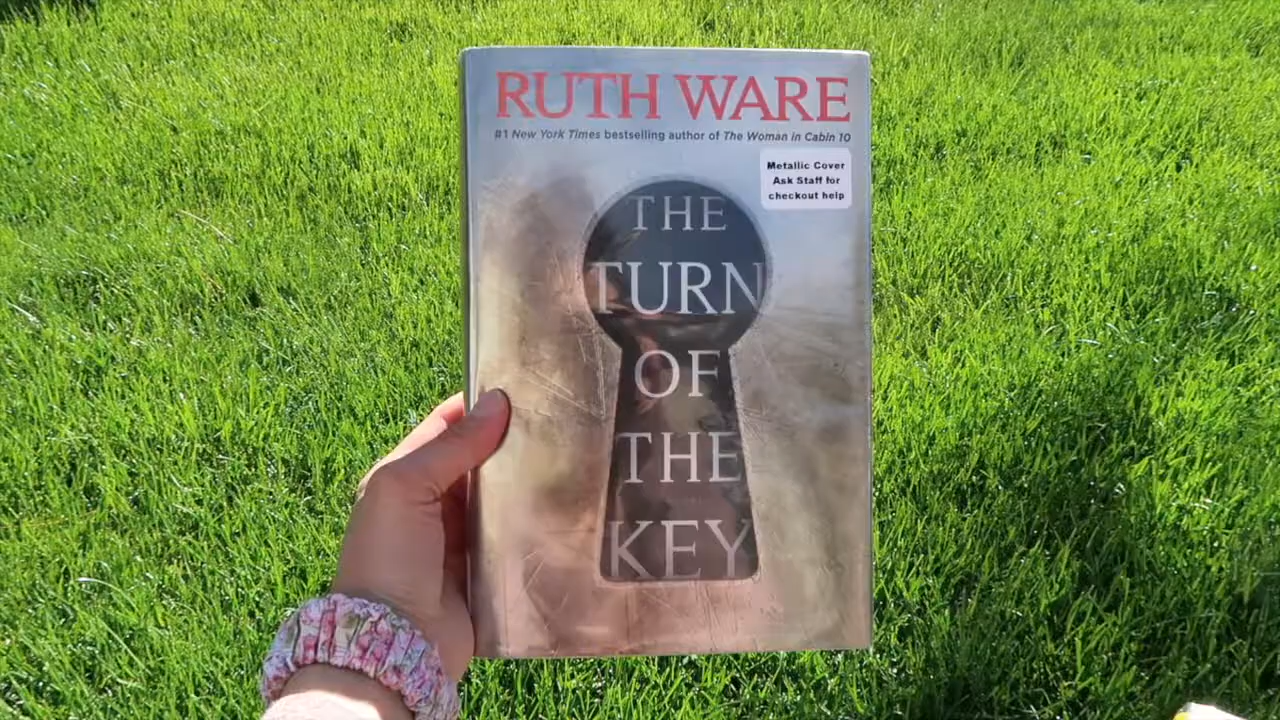 RUTH WARE
#1 New York Times bestselling author of The Woman in Cabin 10
Metallic Cover
Ask Staff for
checkout help
THE
TURN
OF
THE
KEY